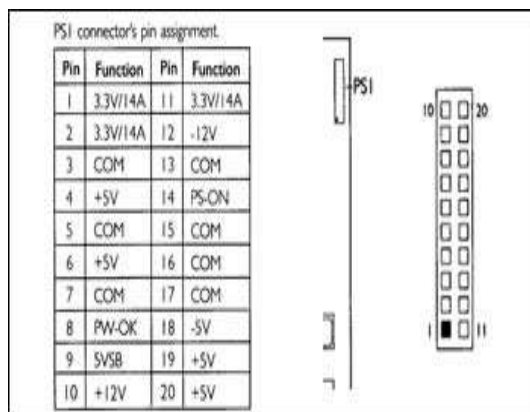 PS1 connector's pin assignment.
Pin Function Pin Function
1 3.3V/14A 11 3.3V/14A
2 3.3V/14A 12 -12V
3 COM 13 COM
4 +5V 14 PS-ON
5 COM 15 COM
6 +5V 16 COM
7 COM 17 COM
8 PW-OK 18 -5V
9 5VSB 19 +5V
10 +12V 20 +5V
PS1
10 20
1 11